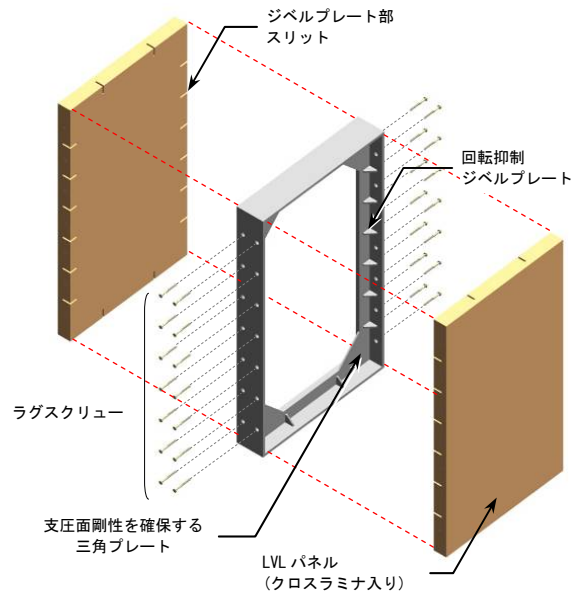 ジベルプレート部
スリット
回転抑制
ジベルプレート
ラグスクリュー
支圧面剛性を確保する
三角プレート
LVL パネル
(クロスラミナ入り)